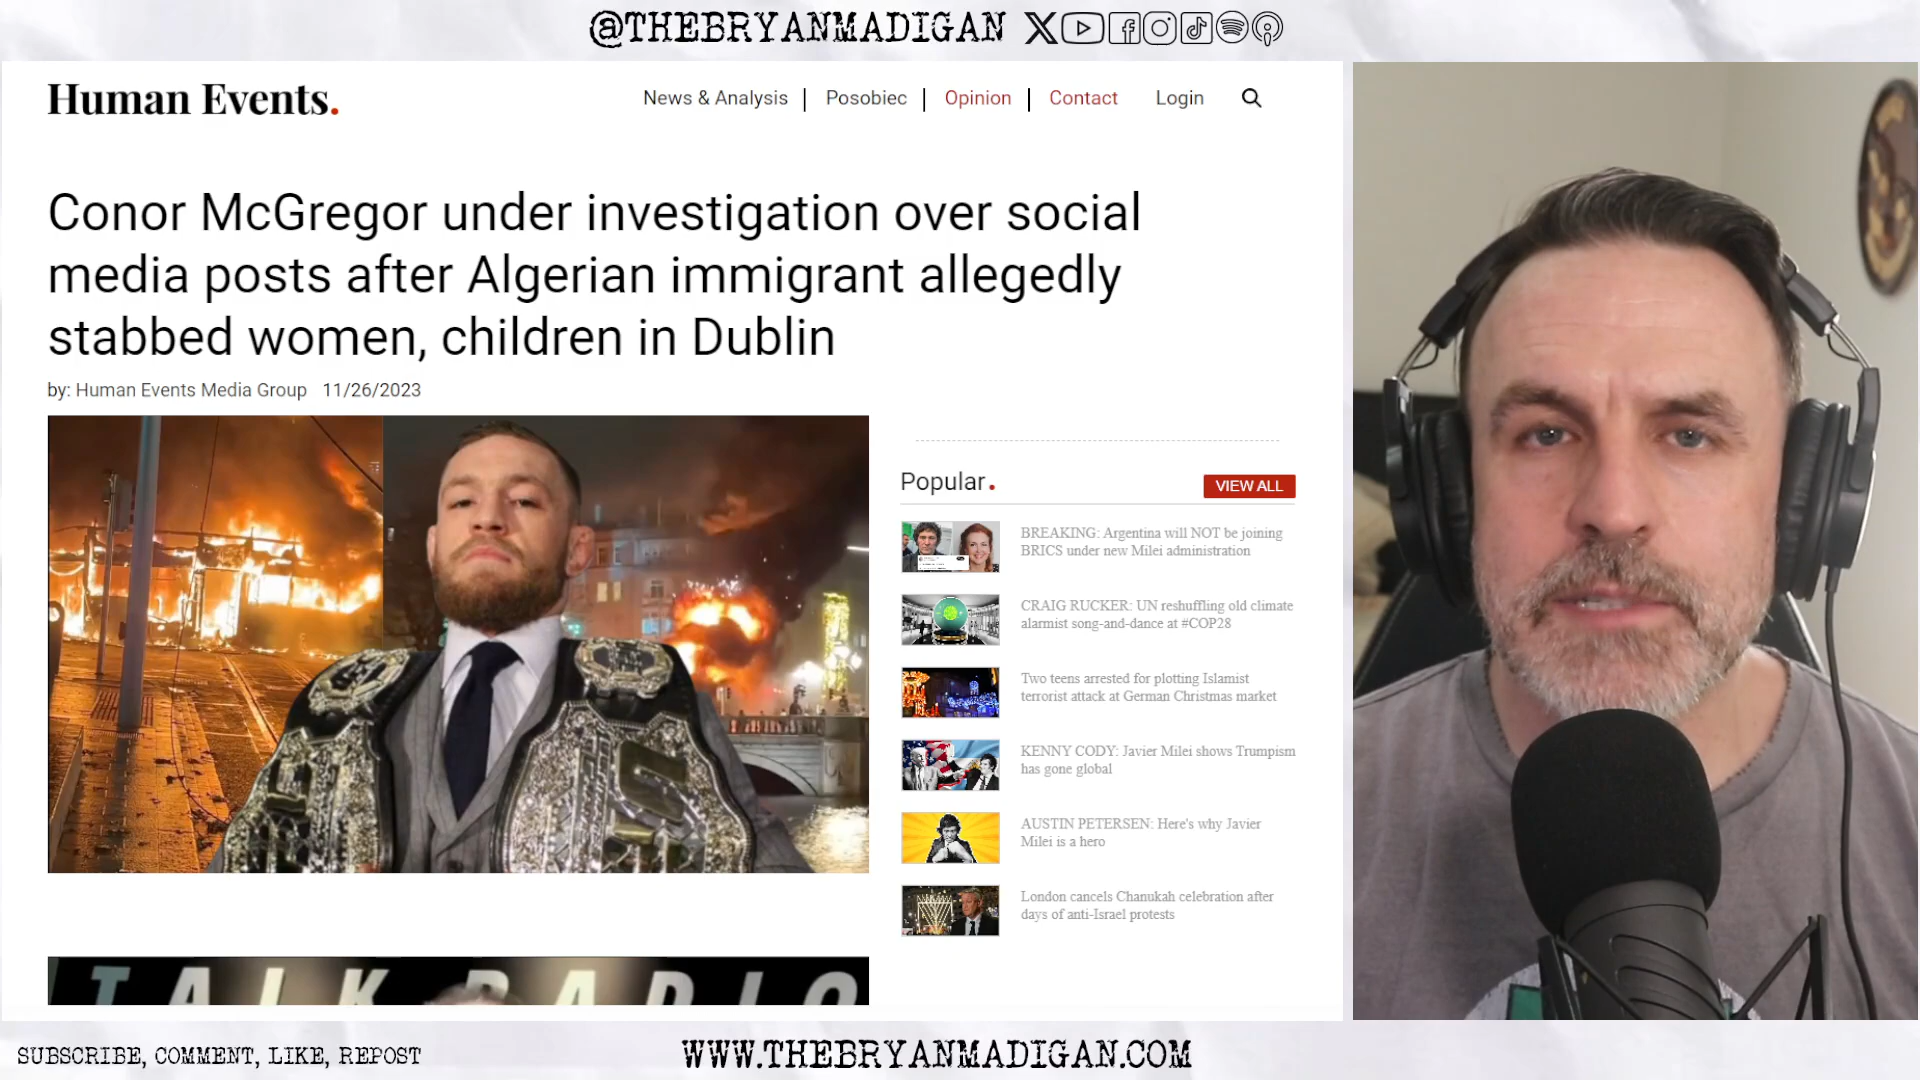 @THEBRYANMADIGAN
Human Events.
News & Analysis | Posobiec | Opinion | Contact Login
Conor McGregor under investigation over social
media posts after Algerian immigrant allegedly
stabbed women, children in Dublin
by: Human Events Media Group 11/26/2023
Popular.
VIEW ALL
BREAKING: Argentina will NOT be joining
BRICS under new Milei administration
CRAIG RUCKER: UN reshuffling old climate
alarmist song-and-dance at #COP28
Two teens arrested for plotting Islamist
terrorist attack at German Christmas market
KENNY CODY: Javier Milei shows Trumpism
has gone global
AUSTIN PETERSEN: Here's why Javier
Milei is a hero
London cancels Chanukah celebration after
days of anti-Israel protests
TALK RADIO
SUBSCRIBE, COMMENT, LIKE, REPOST
WWW.THEBRYANMADIGAN.COM